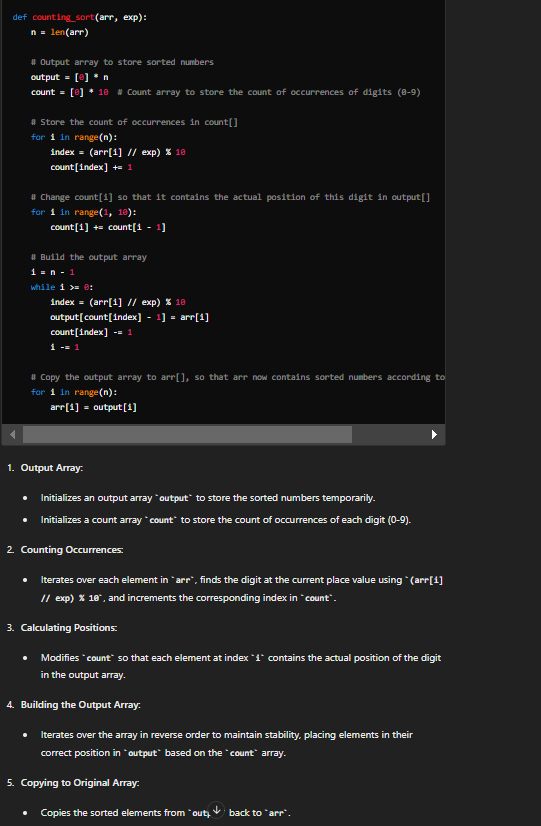 def counting_sort(arr, exp):
    n = len(arr)

    # Output array to store sorted numbers
    output = [0] * n
    count = [0] * 10  # Count array to store the count of occurrences of digits (0-9)

    # Store the count of occurrences in count[]
    for i in range(n):
        index = (arr[i] // exp) % 10
        count[index] += 1

    # Change count[i] so that it contains the actual position of this digit in output[]
    for i in range(1, 10):
        count[i] += count[i - 1]

    # Build the output array
    i = n - 1
    while i >= 0:
        index = (arr[i] // exp) % 10
        output[count[index] - 1] = arr[i]
        count[index] -= 1
        i -= 1

    # Copy the output array to arr[], so that arr now contains sorted numbers according to
    for i in range(n):
        arr[i] = output[i]

1. Output Array:
• Initializes an output array `output` to store the sorted numbers temporarily.
• Initializes a count array `count` to store the count of occurrences of each digit (0-9).
2. Counting Occurrences:
• Iterates over each element in `arr`, finds the digit at the current place value using `(arr[i]
// exp) % 10`, and increments the corresponding index in `count`.
3. Calculating Positions:
• Modifies `count` so that each element at index `i` contains the actual position of the digit
in the output array.
4. Building the Output Array:
• Iterates over the array in reverse order to maintain stability, placing elements in their
correct position in `output` based on the `count` array.
5. Copying to Original Array:
• Copies the sorted elements from back to `arr`.